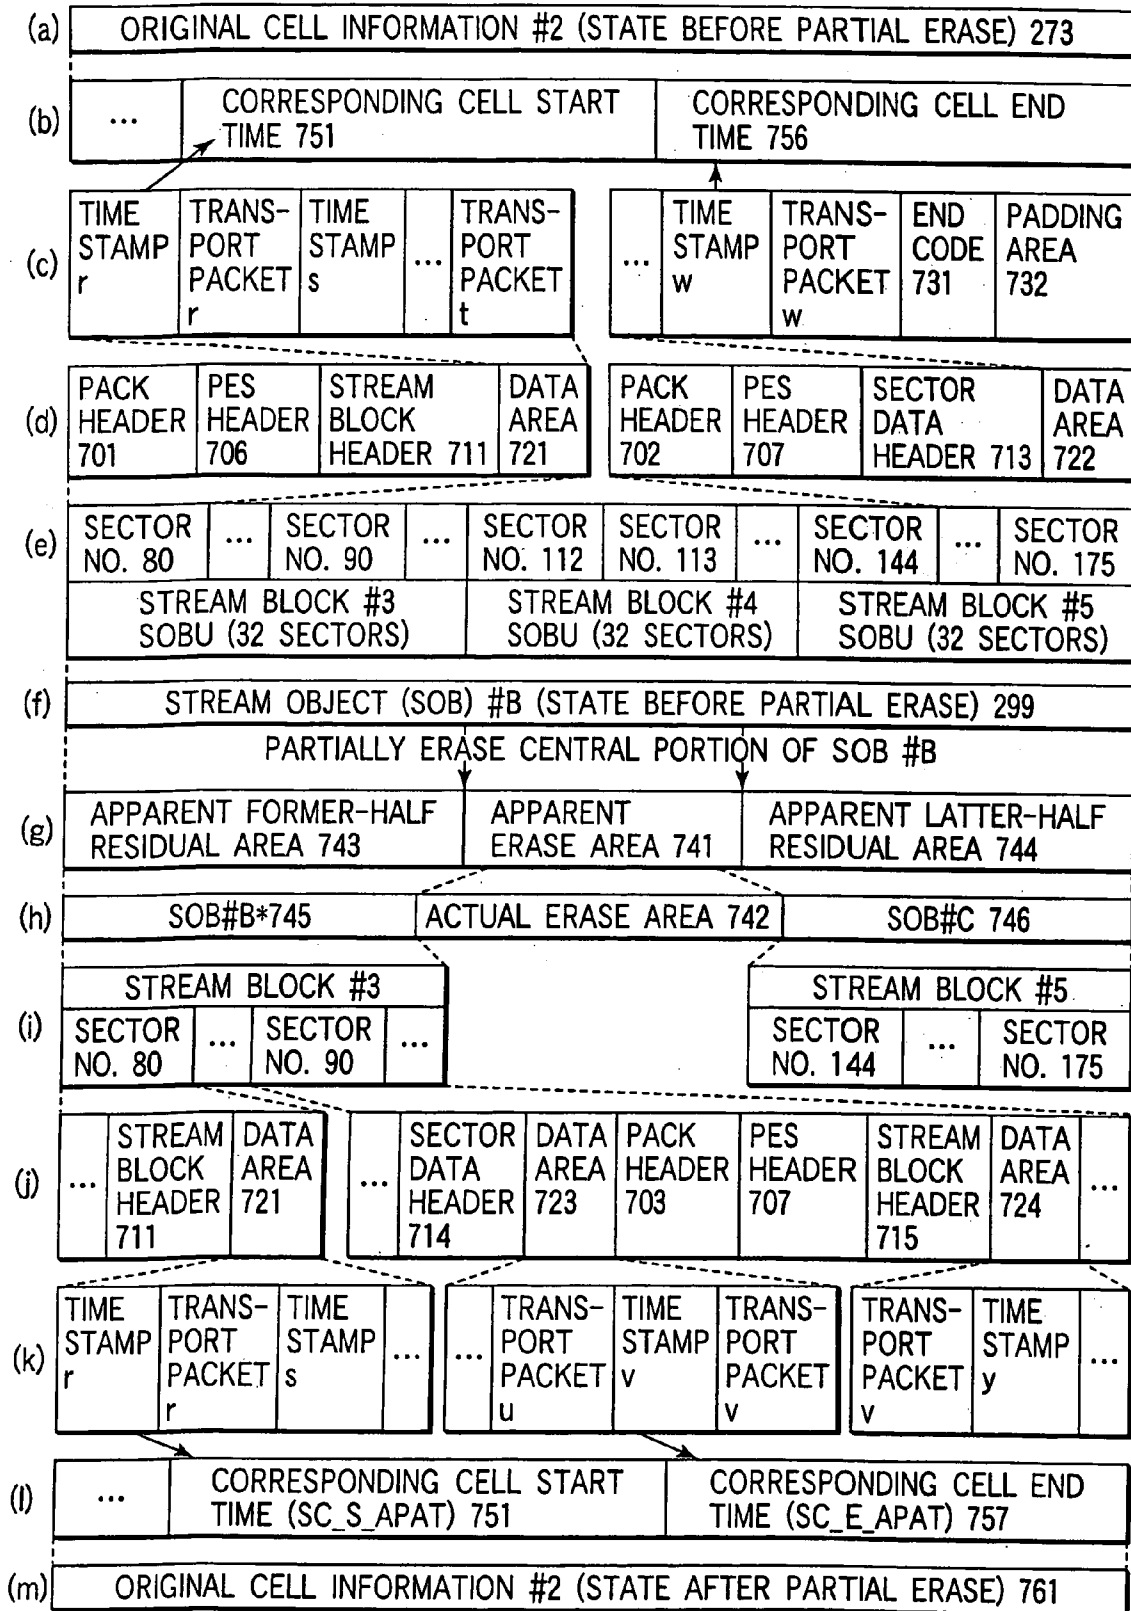 (a) ORIGINAL CELL INFORMATION #2 (STATE BEFORE PARTIAL ERASE) 273
(b) ... CORRESPONDING CELL START TIME 751 CORRESPONDING CELL END TIME 756
(c) TIME STAMP r TRANS-PORT PACKET r TIME STAMP s ... TRANS-PORT PACKET t ... TIME STAMP w TRANS-PORT PACKET w END CODE 731 PADDING AREA 732
(d) PACK HEADER 701 PES HEADER 706 STREAM BLOCK HEADER 711 DATA AREA 721 PACK HEADER 702 PES HEADER 707 SECTOR DATA HEADER 713 DATA AREA 722
(e) SECTOR NO. 80 ... SECTOR NO. 90 ... SECTOR NO. 112 SECTOR NO. 113 ... SECTOR NO. 144 ... SECTOR NO. 175
STREAM BLOCK #3 SOBU (32 SECTORS) STREAM BLOCK #4 SOBU (32 SECTORS) STREAM BLOCK #5 SOBU (32 SECTORS)
(f) STREAM OBJECT (SOB) #B (STATE BEFORE PARTIAL ERASE) 299
PARTIALLY ERASE CENTRAL PORTION OF SOB #B
(g) APPARENT FORMER-HALF RESIDUAL AREA 743 APPARENT ERASE AREA 741 APPARENT LATTER-HALF RESIDUAL AREA 744
(h) SOB#B*745 ACTUAL ERASE AREA 742 SOB#C 746
(i) STREAM BLOCK #3 STREAM BLOCK #5
SECTOR NO. 80 ... SECTOR NO. 90 ... SECTOR NO. 144 ... SECTOR NO. 175
(j) ... STREAM BLOCK HEADER 711 DATA AREA 721 ... SECTOR DATA HEADER 714 DATA AREA 723 PACK HEADER 703 PES HEADER 707 STREAM BLOCK HEADER 715 DATA AREA 724 ...
(k) TIME STAMP r TRANS-PORT PACKET r TIME STAMP s ... ... TRANS-PORT PACKET u TIME STAMP v TRANS-PORT PACKET v TRANS-PORT PACKET v TIME STAMP y ...
(l) ... CORRESPONDING CELL START TIME (SC_S_APAT) 751 CORRESPONDING CELL END TIME (SC_E_APAT) 757
(m) ORIGINAL CELL INFORMATION #2 (STATE AFTER PARTIAL ERASE) 761